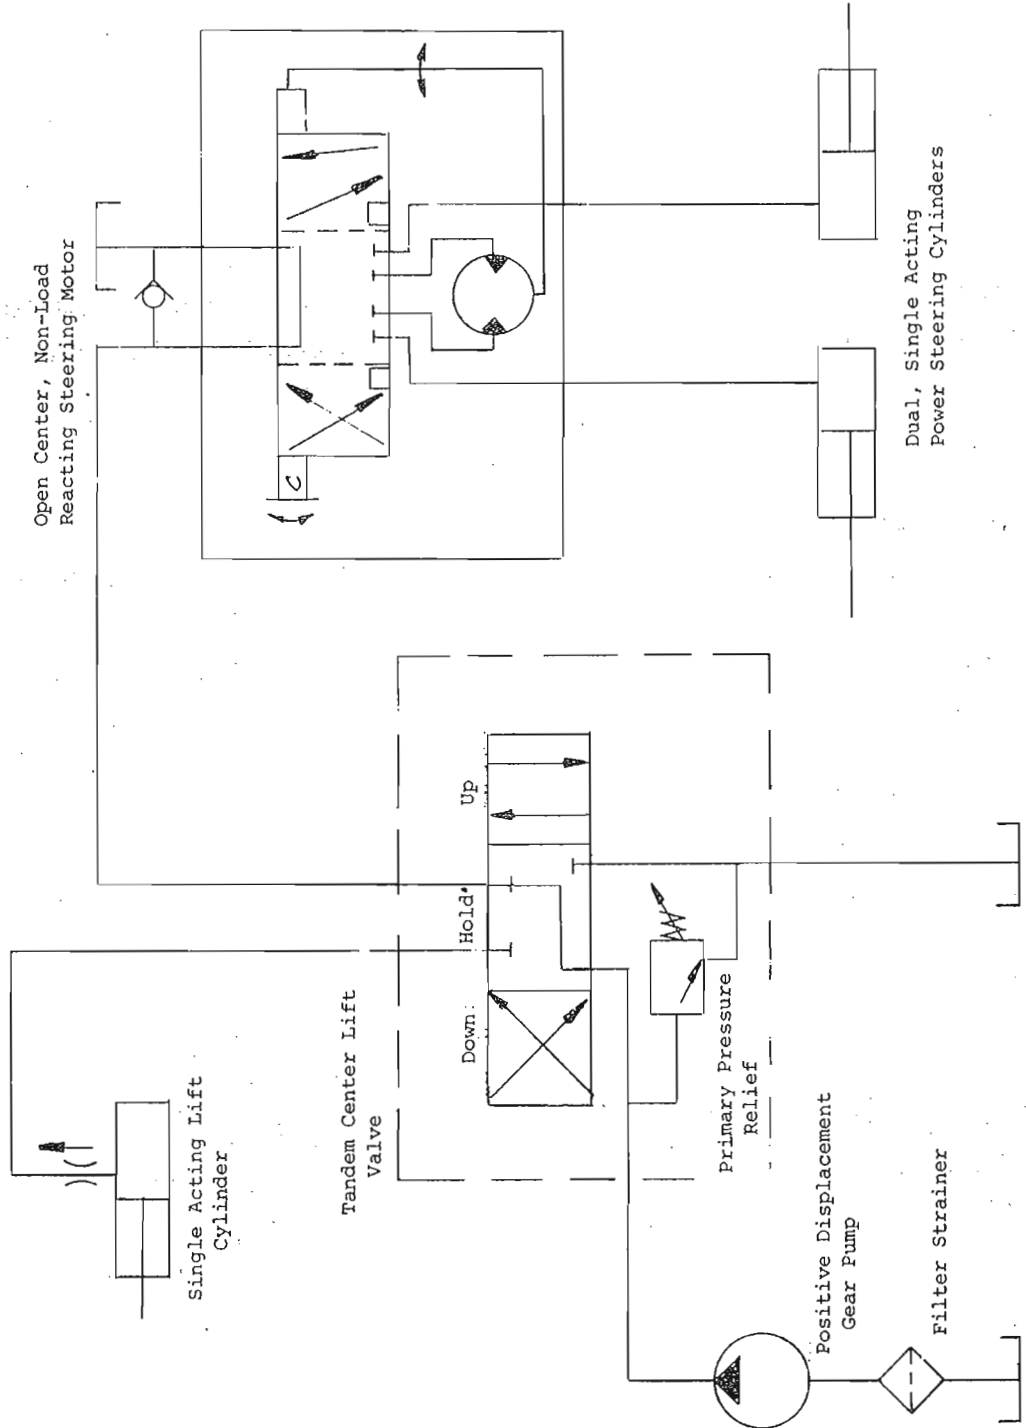 Open Center, Non-Load
Reacting Steering Motor
C
Dual, Single Acting
Power Steering Cylinders
Single Acting Lift
Cylinder
Tandem Center Lift
Valve
Down:
Hold
Up
Primary Pressure
Relief
Positive Displacement
Gear Pump
Filter Strainer